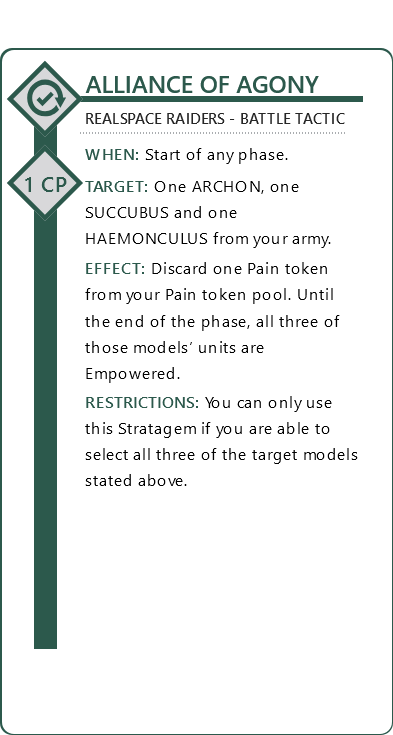 ALLIANCE OF AGONY
REALSPACE RAIDERS - BATTLE TACTIC
WHEN: Start of any phase.
1 CP
TARGET: One ARCHON, one
SUCCUBUS and one
HAEMONCULUS from your army.
EFFECT: Discard one Pain token
from your Pain token pool. Until
the end of the phase, all three of
those models’ units are
Empowered.
RESTRICTIONS: You can only use
this Stratagem if you are able to
select all three of the target models
stated above.